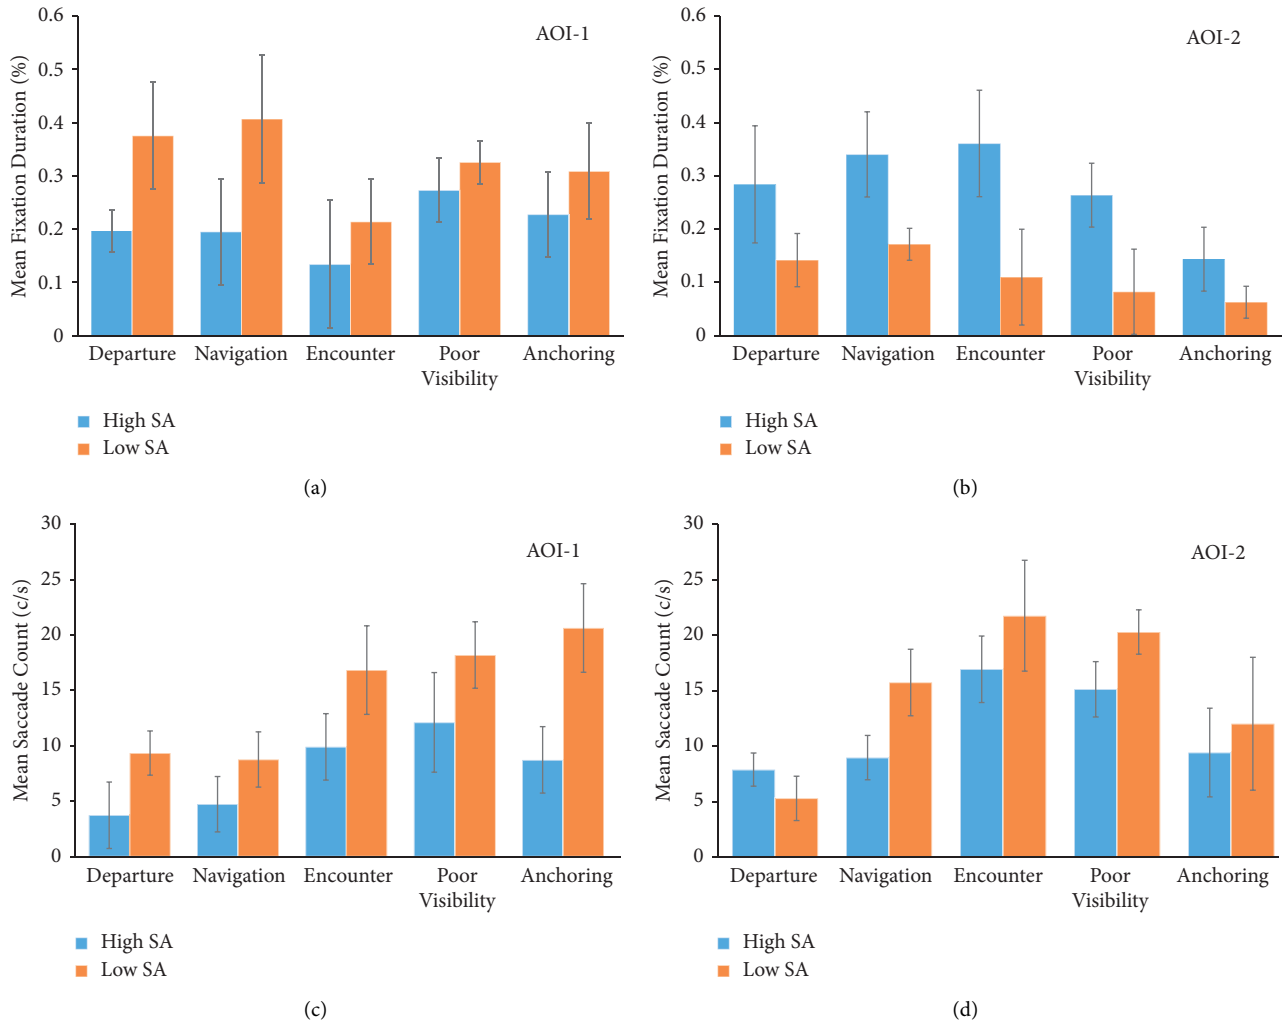 0.6
0.5
0.4
0.3
0.2
0.1
0
Mean Fixation Duration (%)
AOI-1
Departure
Navigation
Encounter
Poor
Visibility
Anchoring
High SA
Low SA
(a)
0.6
0.5
0.4
0.3
0.2
0.1
0
Mean Fixation Duration (%)
AOI-2
Departure
Navigation
Encounter
Poor
Visibility
Anchoring
High SA
Low SA
(b)
30
25
20
15
10
5
0
Mean Saccade Count (c/s)
AOI-1
Departure
Navigation
Encounter
Poor
Visibility
Anchoring
High SA
Low SA
(c)
30
25
20
15
10
5
0
Mean Saccade Count (c/s)
AOI-2
Departure
Navigation
Encounter
Poor
Visibility
Anchoring
High SA
Low SA
(d)